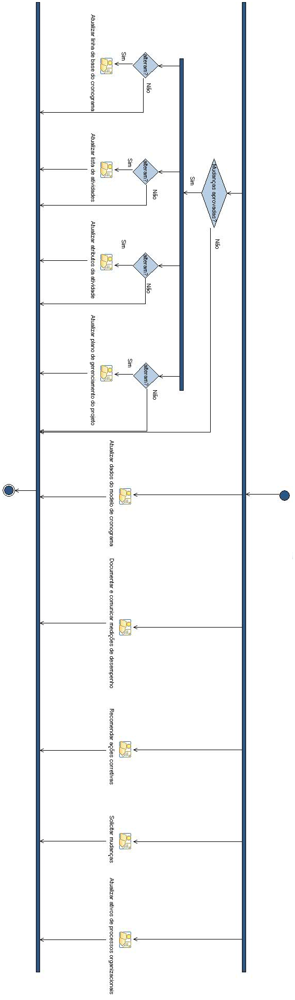 Mudanças aprovadas?
Não
Sim
alteram?
Não
Sim
Atualizar linha de base do cronograma
alteram?
Não
Sim
Atualizar lista de atividades
alteram?
Não
Sim
Atualizar atributos da atividade
alteram?
Não
Sim
Atualizar plano de gerenciamento do projeto
Atualizar dados do modelo de cronograma
Documentar e comunicar medições de desempenho
Recomendar ações corretivas
Solicitar mudanças
Atualizar ativos de processos organizacionais